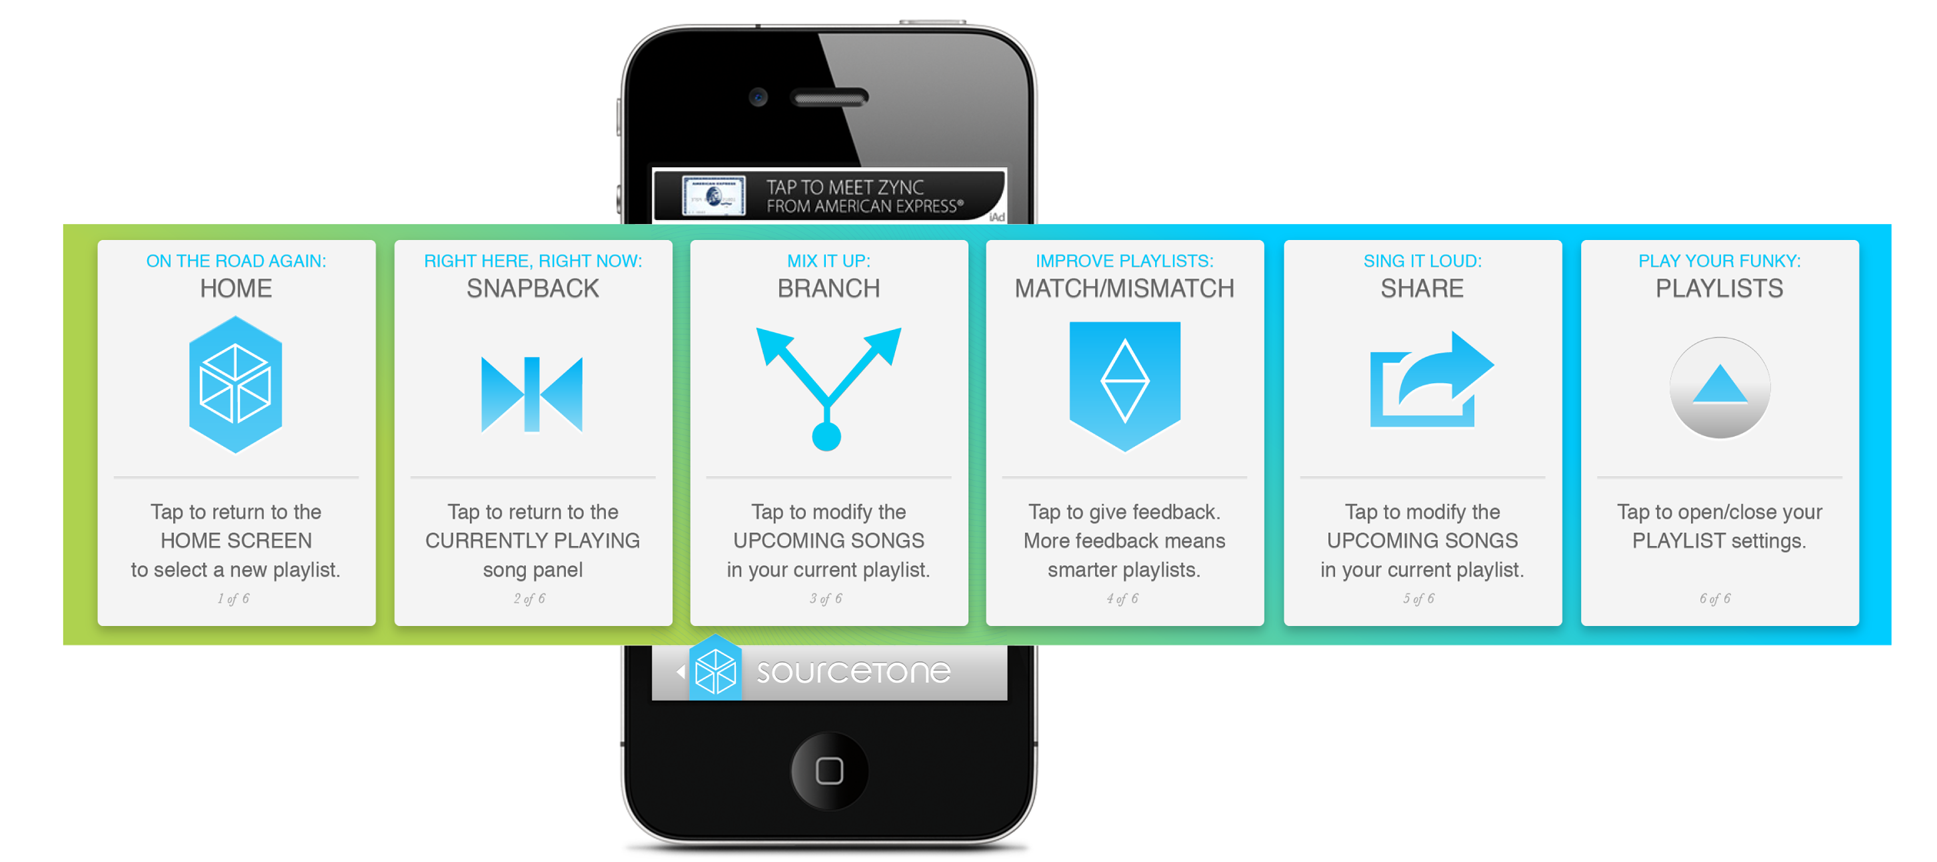 TAP TO MEET ZYNC
FROM AMERICAN EXPRESS®
AMERICAN EXPRESS
iAd
ON THE ROAD AGAIN:
HOME
Tap to return to the
HOME SCREEN
to select a new playlist.
1 of 6
RIGHT HERE, RIGHT NOW:
SNAPBACK
Tap to return to the
CURRENTLY PLAYING
song panel
2 of 6
MIX IT UP:
BRANCH
Tap to modify the
UPCOMING SONGS
in your current playlist.
3 of 6
IMPROVE PLAYLISTS:
MATCH/MISMATCH
Tap to give feedback.
More feedback means
smarter playlists.
4 of 6
SING IT LOUD:
SHARE
Tap to modify the
UPCOMING SONGS
in your current playlist.
5 of 6
PLAY YOUR FUNKY:
PLAYLISTS
Tap to open/close your
PLAYLIST settings.
6 of 6
sourceTone